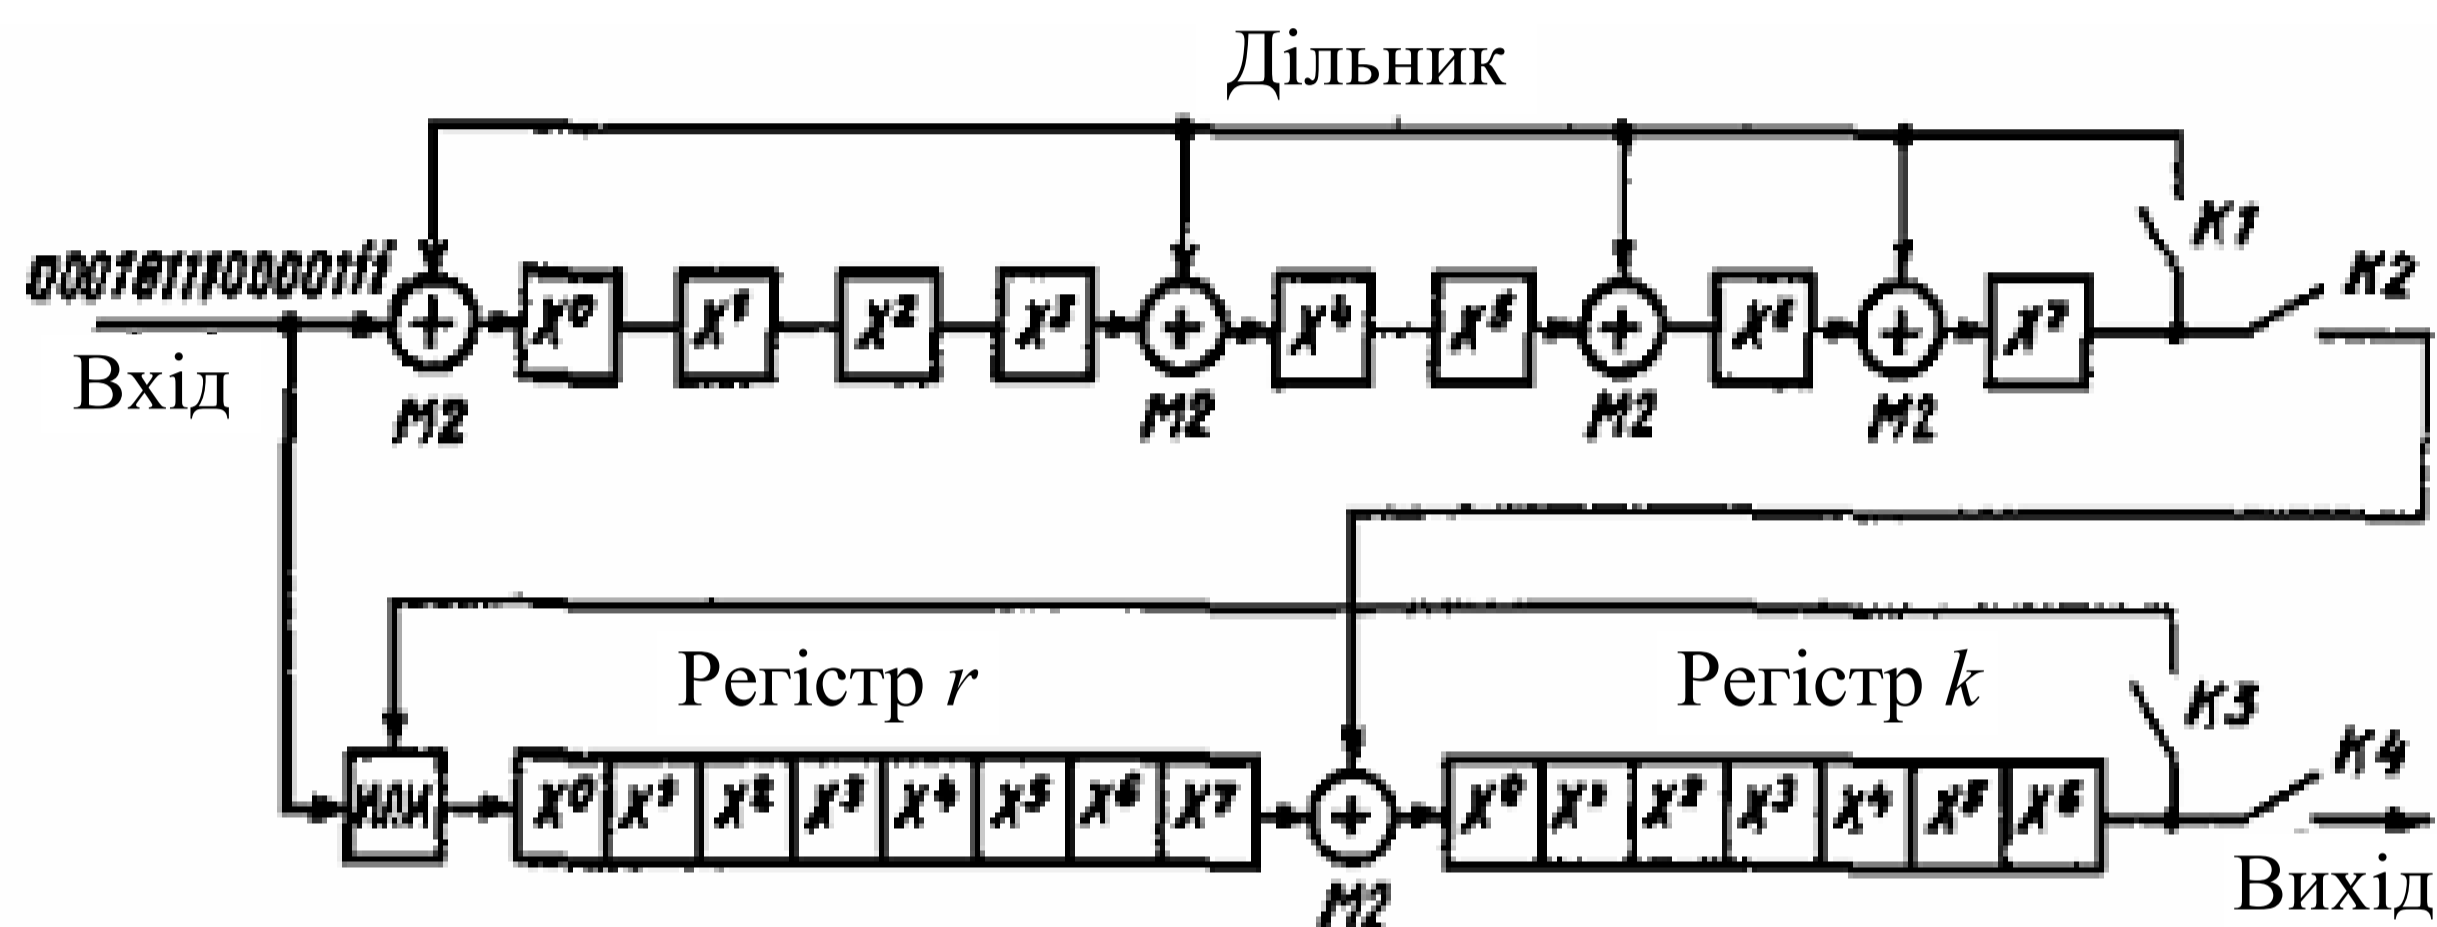 Дільник
000101110000111
K1
K2
X⁰ X¹ X² X³ X⁴ X⁵ X⁶ X⁷
Вхід
M2 M2 M2 M2
Регістр r
Регістр k
K3
K4
ИЛИ X⁰ X¹ X² X³ X⁴ X⁵ X⁶ X⁷ X⁰ X¹ X² X³ X⁴ X⁵ X⁶
M2
Вихід